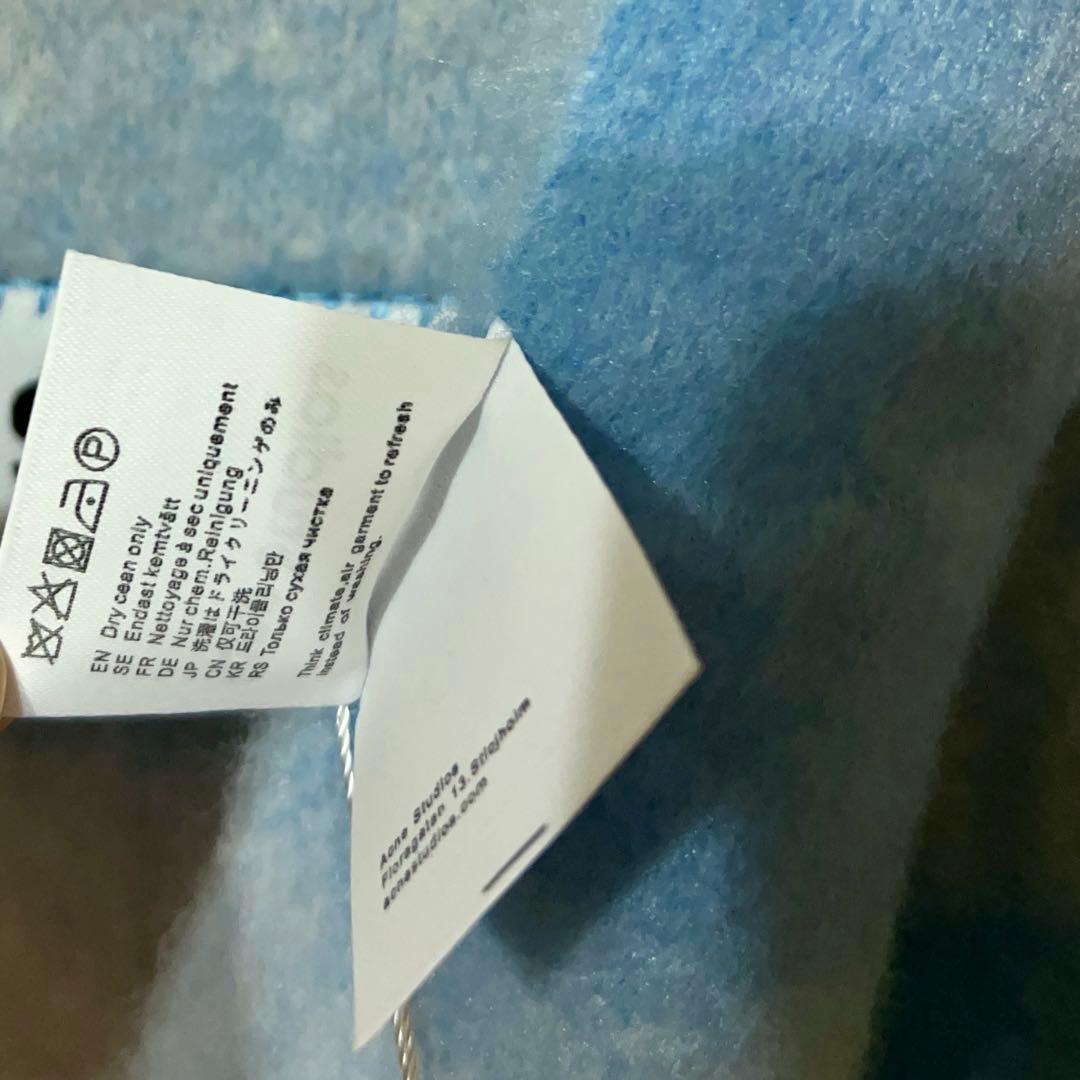 P
EN Dry cean only
SE Endast kemtvätt
FR Nettoyage à sec uniquement
DE Nur chem.Reinigung
JP 洗濯はドライクリーニングのみ
CN 仅可干洗
KR 드라이클리닝만
RS Только сухая чистка
Think climate,air garment to refresh
instead of washing.
Acne Studios
Floragatan 13.Sticjholm
acnestudios.com